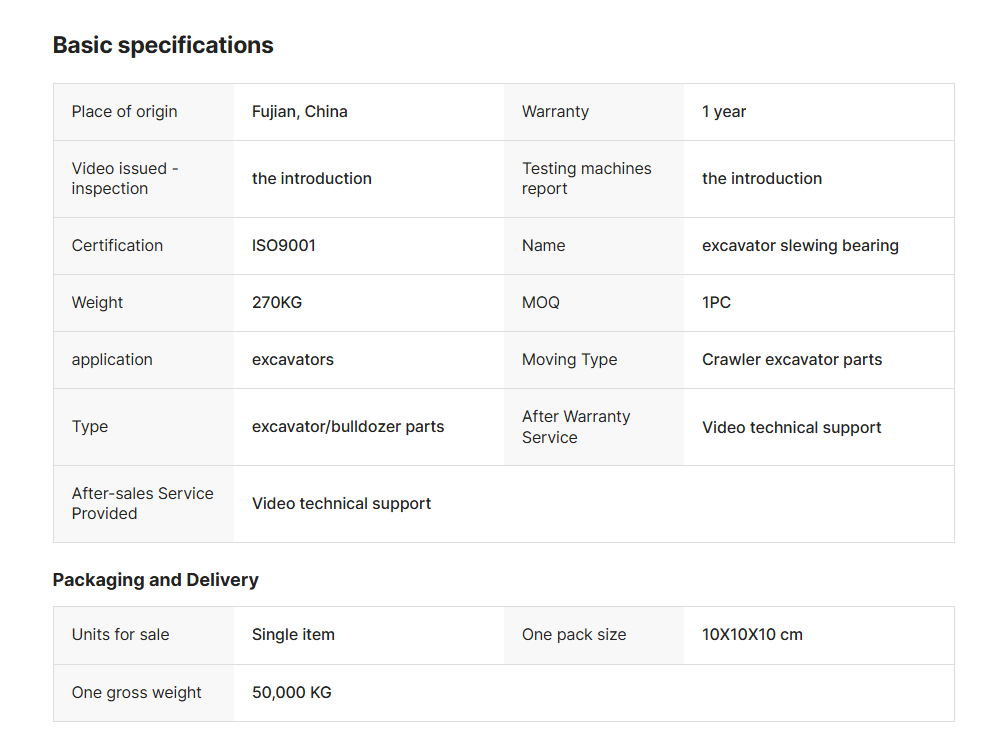 Basic specifications
Place of origin Fujian, China Warranty 1 year
Video issued -
inspection the introduction Testing machines
report the introduction
Certification ISO9001 Name excavator slewing bearing
Weight 270KG MOQ 1PC
application excavators Moving Type Crawler excavator parts
Type excavator/bulldozer parts After Warranty
Service Video technical support
After-sales Service
Provided Video technical support
Packaging and Delivery
Units for sale Single item One pack size 10X10X10 cm
One gross weight 50,000 KG